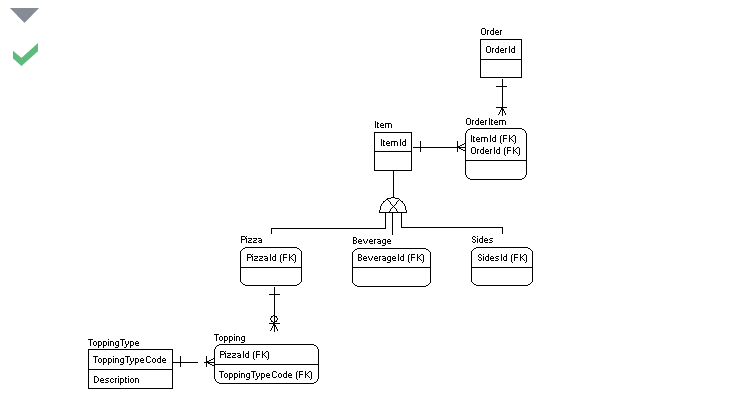 Order
OrderId
OrderItem
ItemId (FK)
OrderId (FK)
Item
ItemId
Pizza
PizzaId (FK)
Beverage
BeverageId (FK)
Sides
SidesId (FK)
ToppingType
ToppingTypeCode
Description
Topping
PizzaId (FK)
ToppingTypeCode (FK)